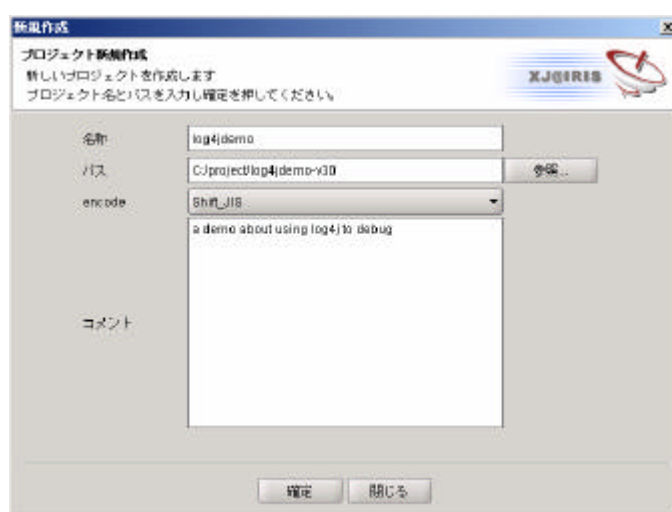 新規作成
プロジェクト新規作成
新しいプロジェクトを作成します
プロジェクト名とパスを入力し確定を押してください。
XJ@IRIS
名称
log4jdemo
パス
C:/project/log4jdemo-v30
参照...
encode
Shift_JIS
a demo about using log4j to debug
コメント
確定
閉じる